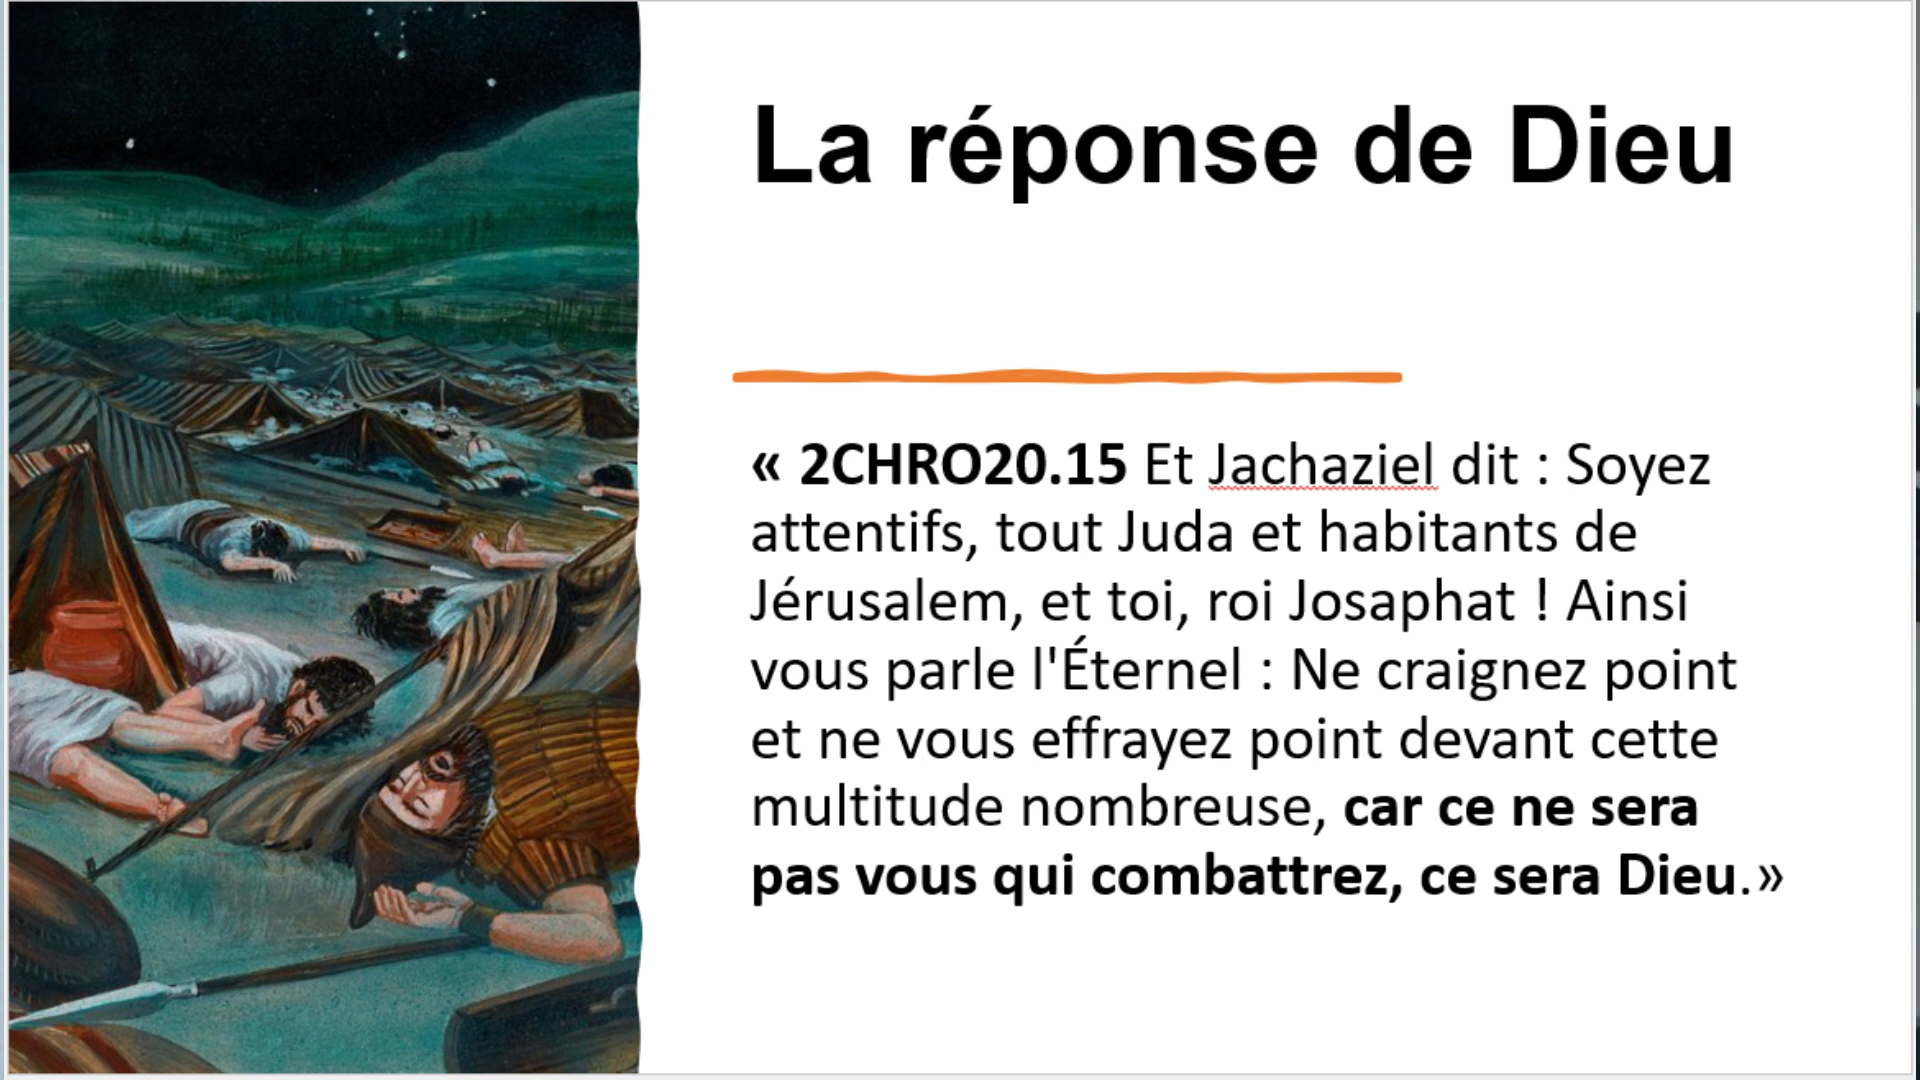 La réponse de Dieu
« 2CHRO20.15 Et Jachaziel dit : Soyez
attentifs, tout Juda et habitants de
Jérusalem, et toi, roi Josaphat ! Ainsi
vous parle l'Éternel : Ne craignez point
et ne vous effrayez point devant cette
multitude nombreuse, car ce ne sera
pas vous qui combattrez, ce sera Dieu.»